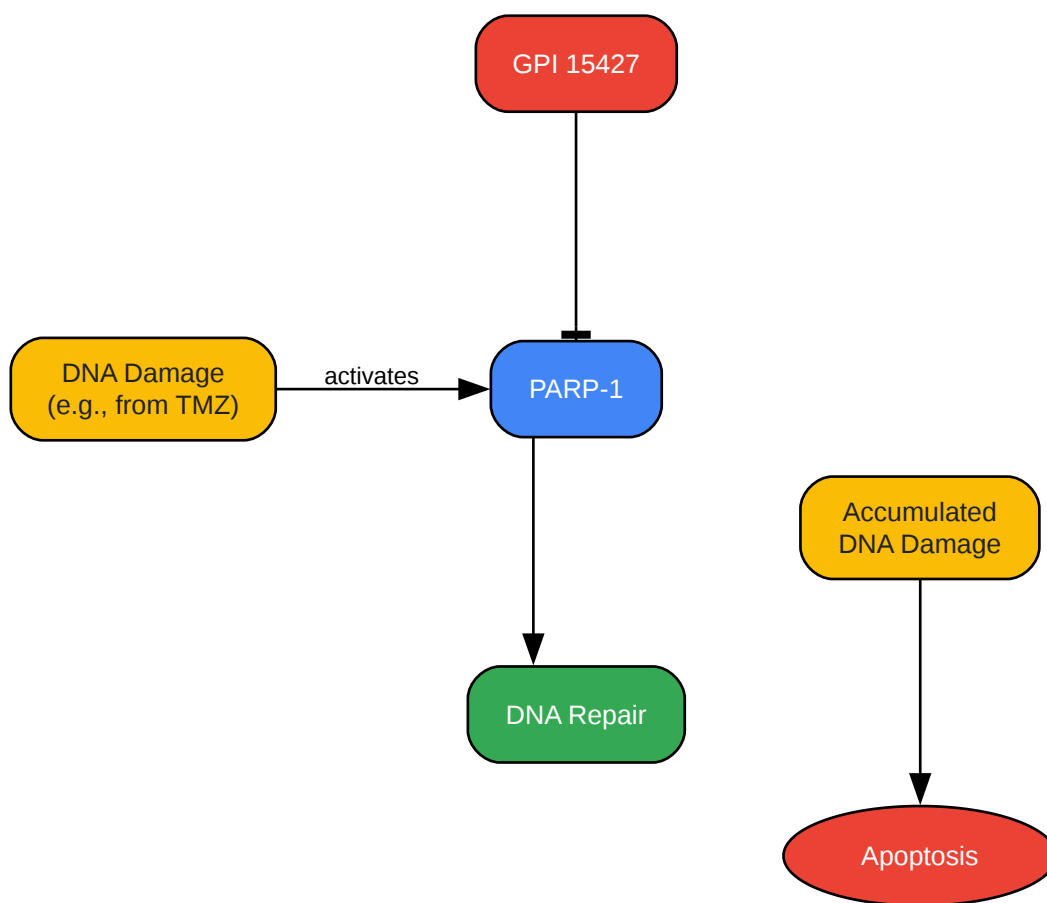 GPI 15427
DNA Damage
(e.g., from TMZ)
activates
PARP-1
Accumulated
DNA Damage
DNA Repair
Apoptosis